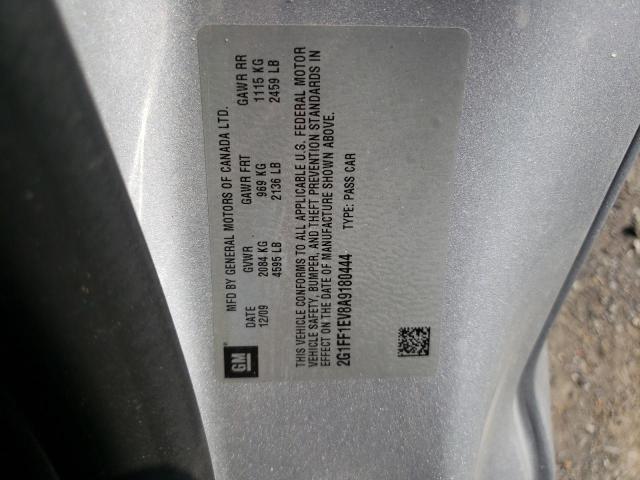 GM
MFD BY GENERAL MOTORS OF CANADA LTD.
DATE GVWR GAWR FRT GAWR RR
12/09 2084 KG 969 KG 1115 KG
4595 LB 2136 LB 2459 LB
THIS VEHICLE CONFORMS TO ALL APPLICABLE U.S. FEDERAL MOTOR
VEHICLE SAFETY, BUMPER, AND THEFT PREVENTION STANDARDS IN
EFFECT ON THE DATE OF MANUFACTURE SHOWN ABOVE.
2G1FF1EV8A9180444 TYPE: PASS CAR